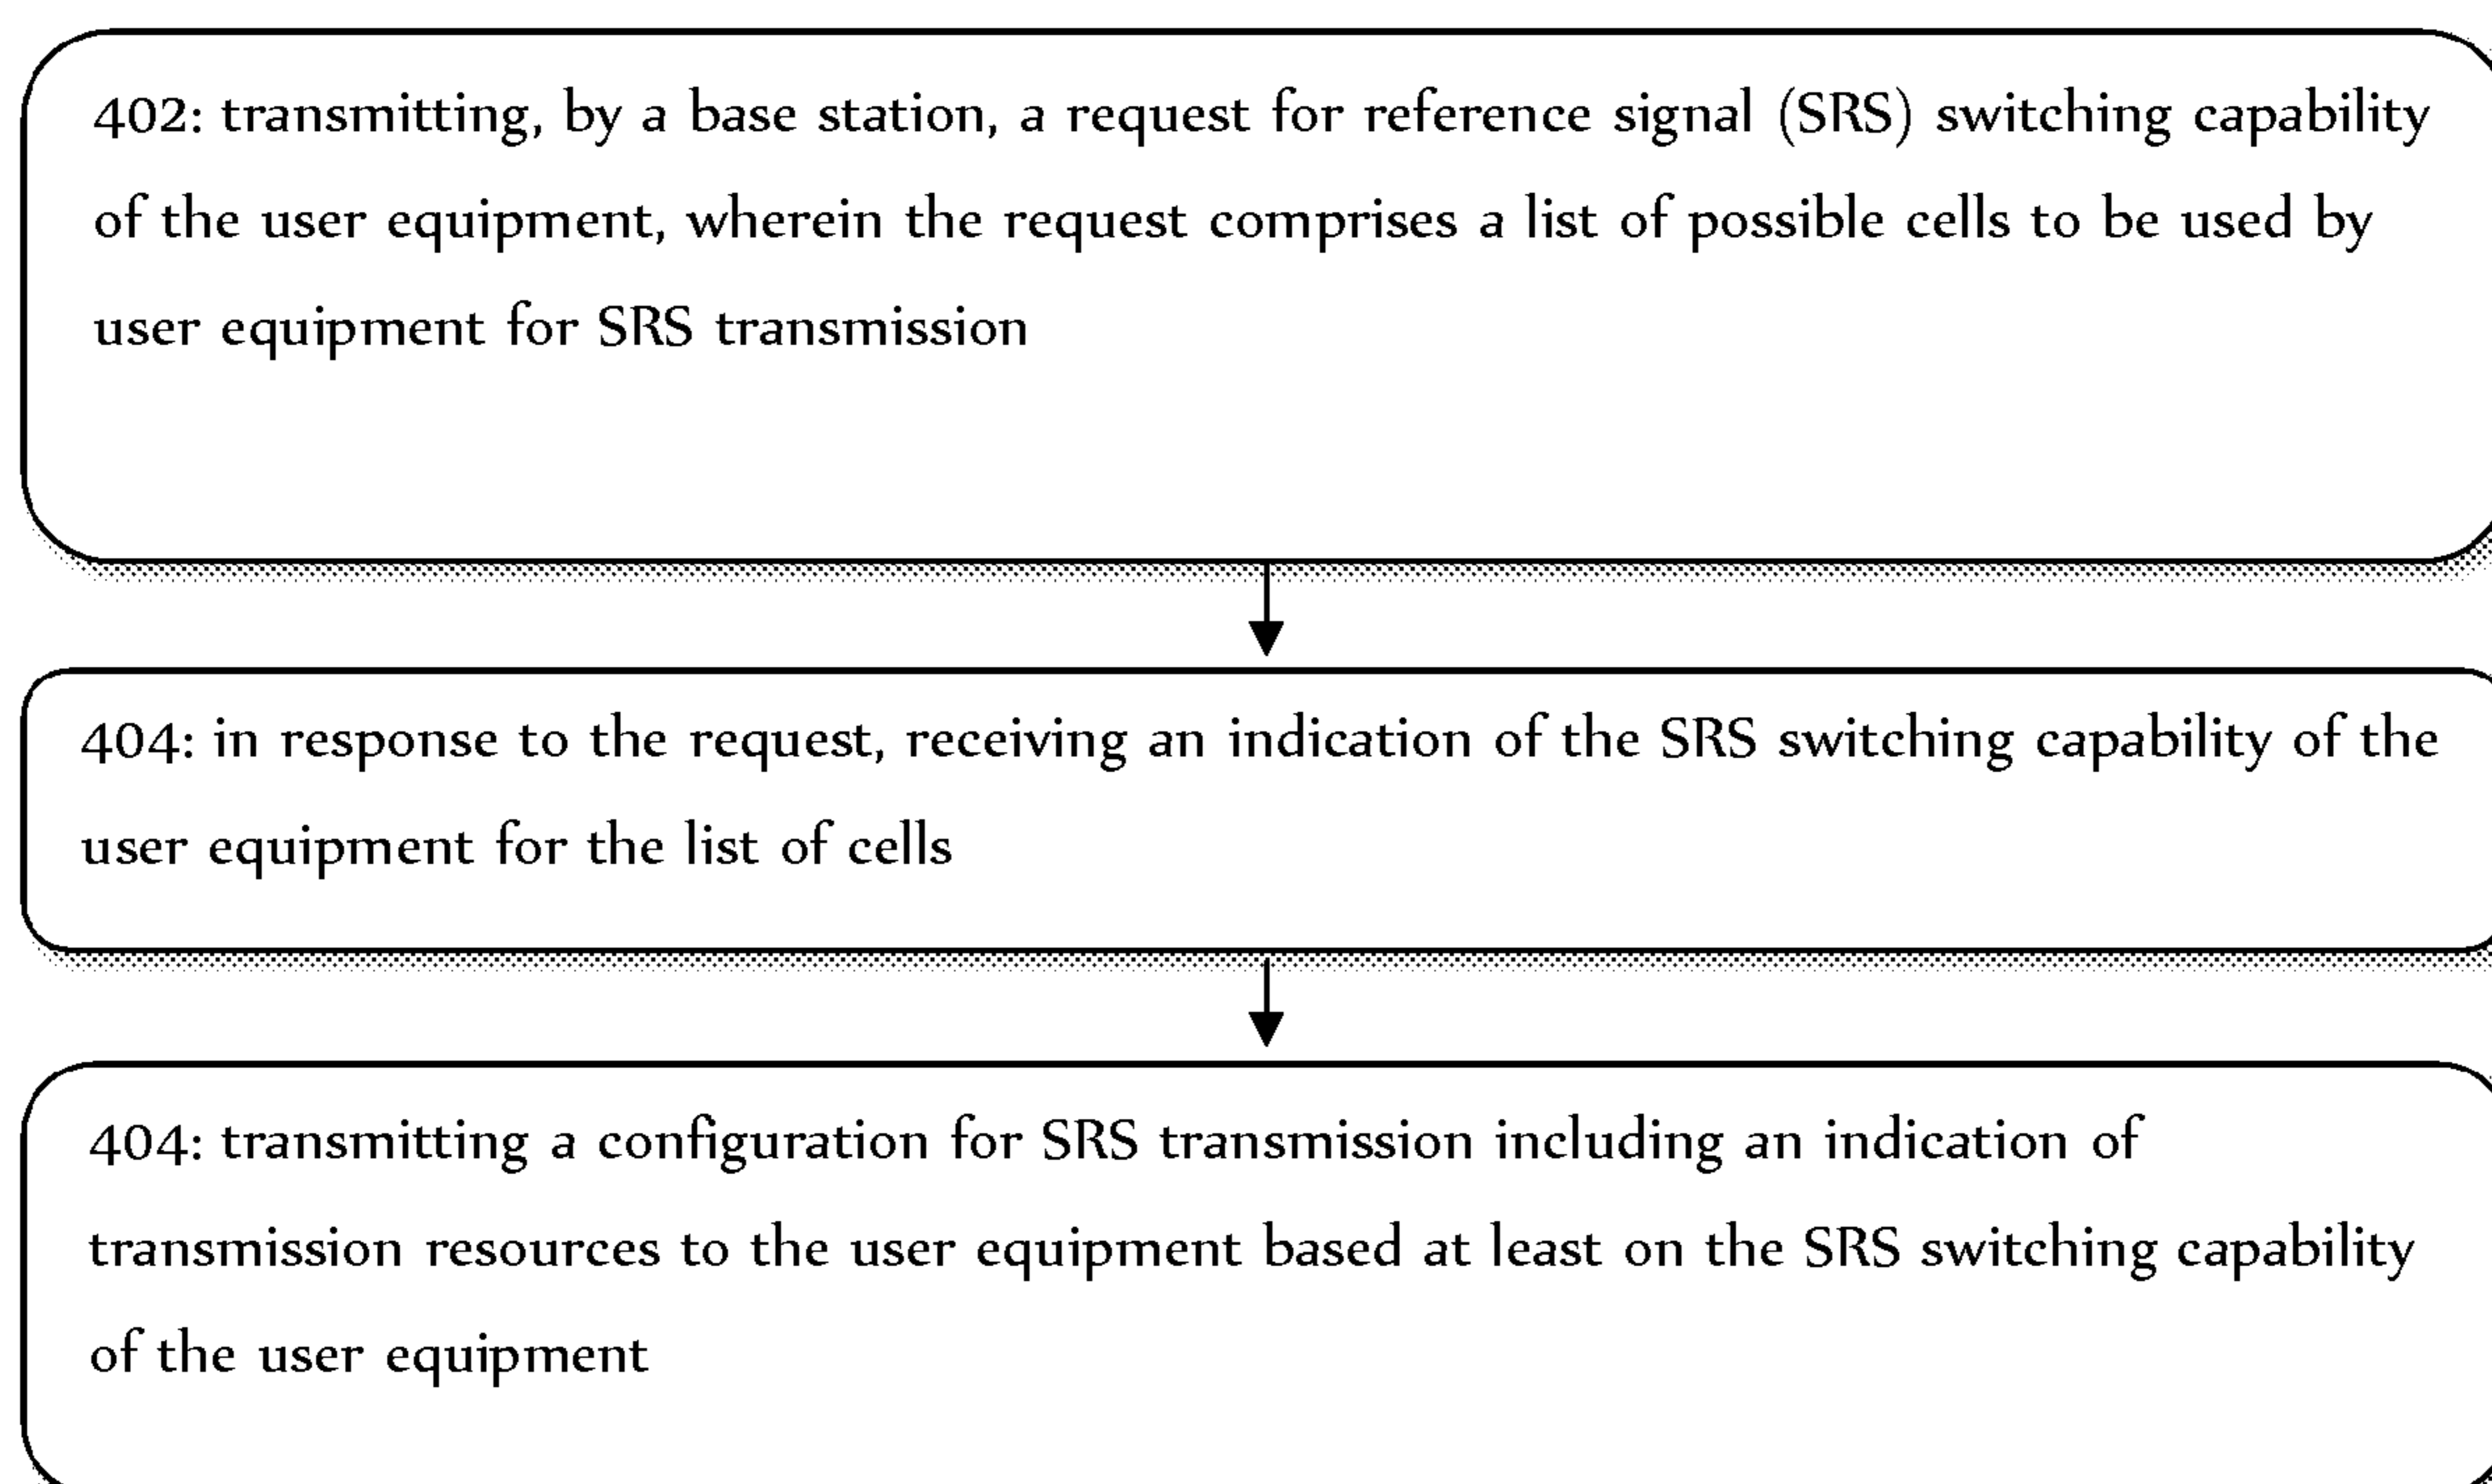 402: transmitting, by a base station, a request for reference signal (SRS) switching capability
of the user equipment, wherein the request comprises a list of possible cells to be used by
user equipment for SRS transmission
404: in response to the request, receiving an indication of the SRS switching capability of the
user equipment for the list of cells
404: transmitting a configuration for SRS transmission including an indication of
transmission resources to the user equipment based at least on the SRS switching capability
of the user equipment